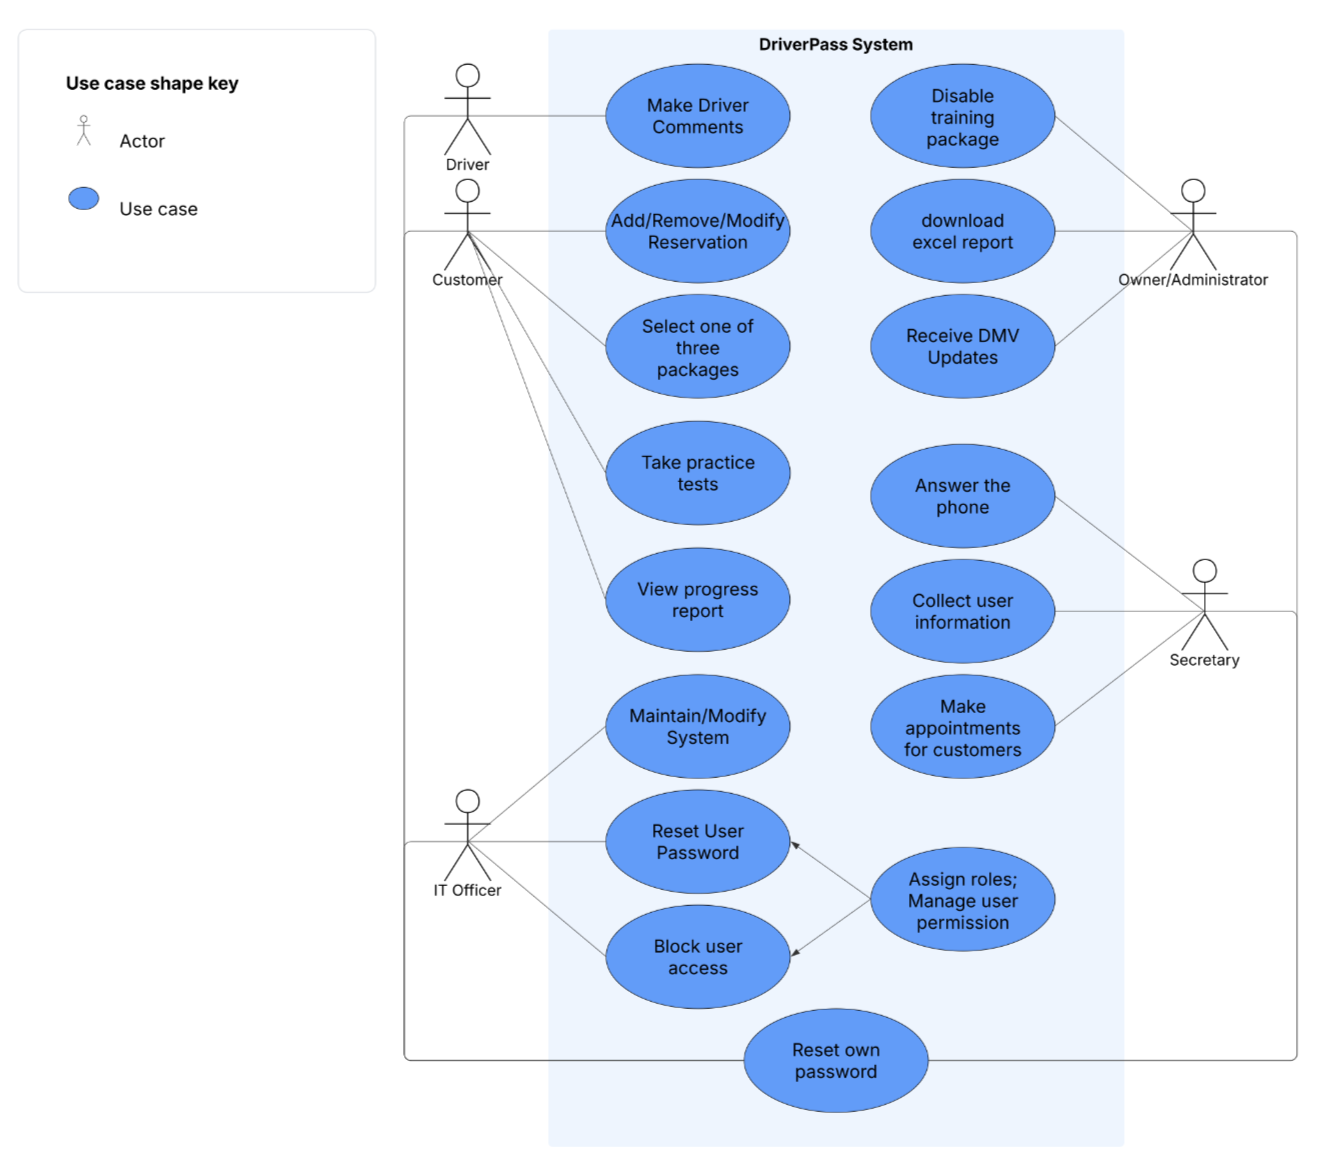 DriverPass System
Use case shape key
Actor
Use case
Driver
Customer
IT Officer
Make Driver
Comments
Add/Remove/Modify
Reservation
Select one of
three
packages
Take practice
tests
View progress
report
Maintain/Modify
System
Reset User
Password
Block user
access
Disable
training
package
download
excel report
Receive DMV
Updates
Answer the
phone
Collect user
information
Make
appointments
for customers
Assign roles;
Manage user
permission
Reset own
password
Owner/Administrator
Secretary